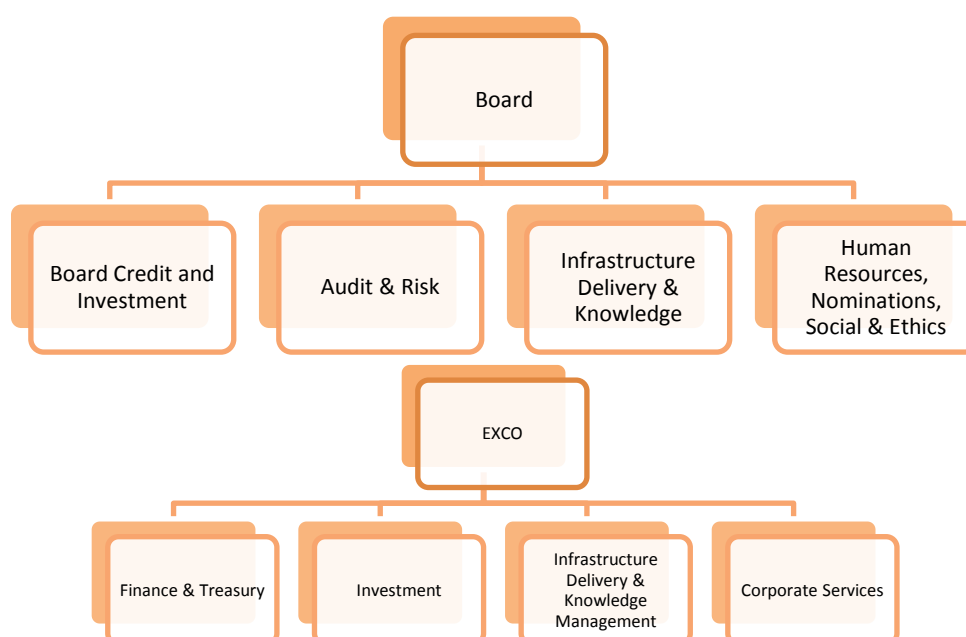 Board
Board Credit and
Investment
Audit & Risk
Infrastructure
Delivery &
Knowledge
Human
Resources,
Nominations,
Social & Ethics
EXCO
Finance & Treasury
Investment
Infrastructure
Delivery &
Knowledge
Management
Corporate Services